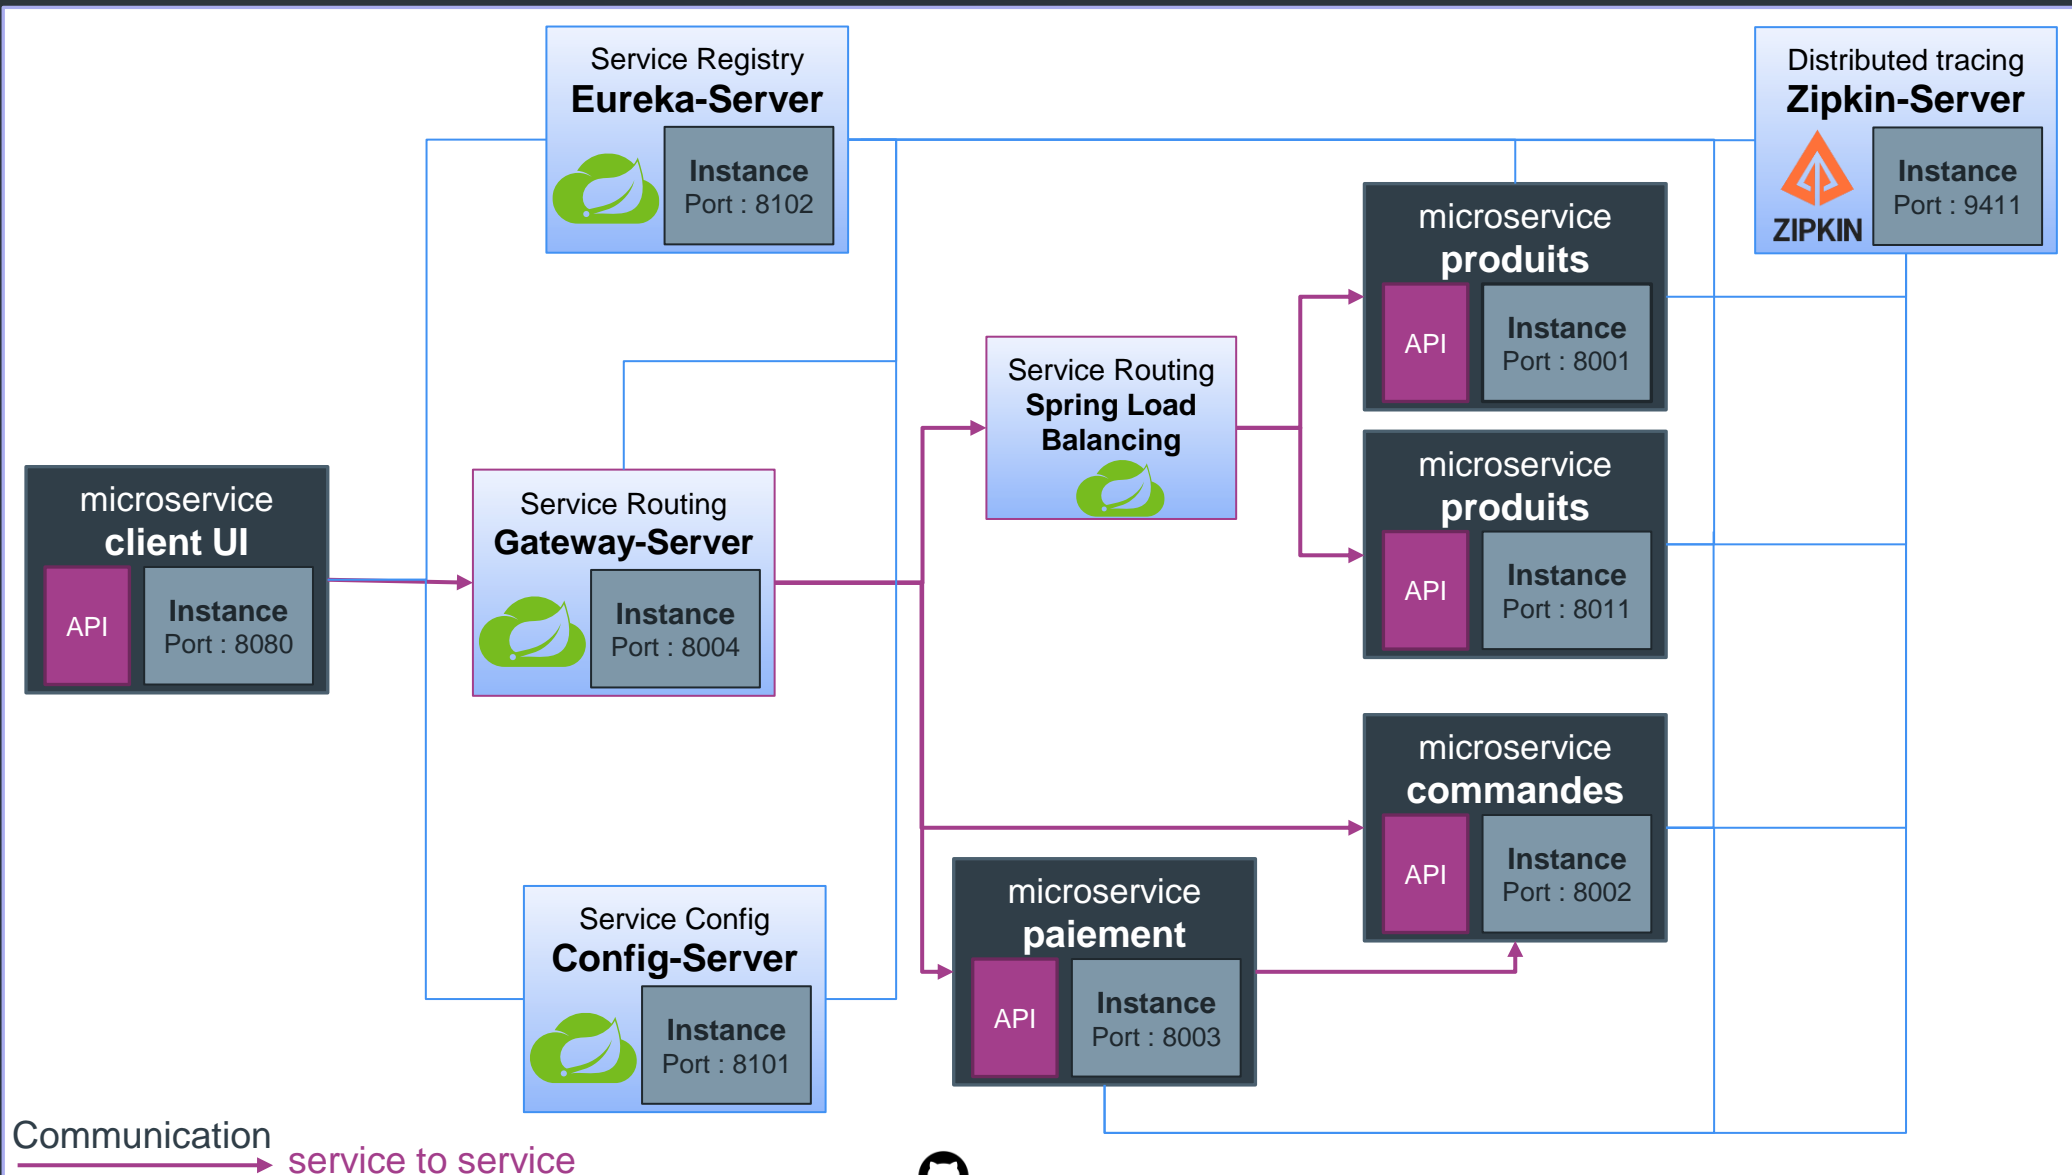 Service Registry
Eureka-Server
Instance
Port : 8102
Distributed tracing
Zipkin-Server
ZIPKIN
Instance
Port : 9411
microservice
produits
API
Instance
Port : 8001
Service Routing
Spring Load
Balancing
microservice
produits
API
Instance
Port : 8011
microservice
client UI
API
Instance
Port : 8080
Service Routing
Gateway-Server
Instance
Port : 8004
microservice
commandes
API
Instance
Port : 8002
microservice
paiement
API
Instance
Port : 8003
Service Config
Config-Server
Instance
Port : 8101
Communication
service to service